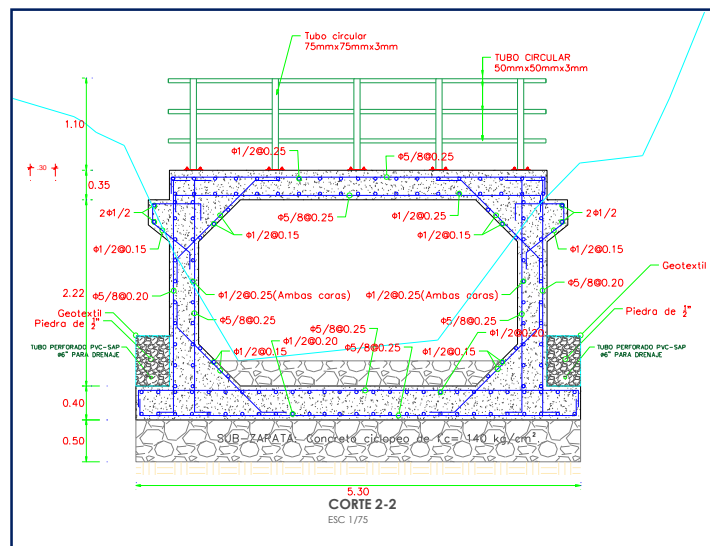 Tubo circular
75mmx75mmx3mm
TUBO CIRCULAR
50mmx50mmx3mm
1.10
Φ1/2@0.25
Φ5/8@0.25
.30
0.35
2Φ1/2
Φ5/8@0.25
Φ1/2@0.25
2Φ1/2
Φ1/2@0.15
Φ1/2@0.15
Φ1/2@0.15
Φ1/2@0.15
Geotextil
2.22
Φ5/8@0.20
Φ1/2@0.25(Ambas caras)
Φ1/2@0.25(Ambas caras)
Φ5/8@0.20
Piedra de ½"
Geotextil
Piedra de ½"
Φ5/8@0.25
Φ5/8@0.25
Φ5/8@0.25
Φ1/2@0.20
Φ1/2@0.20
TUBO PERFORADO PVC-SAP
ø6" PARA DRENAJE
Φ1/2@0.15
Φ5/8@0.25
Φ1/2@0.15
TUBO PERFORADO PVC-SAP
ø6" PARA DRENAJE
0.40
0.50
SUB-ZAPATA: Concreto ciclopeo de f'c= 140 kg/cm²
5.30
CORTE 2-2
ESC 1/75